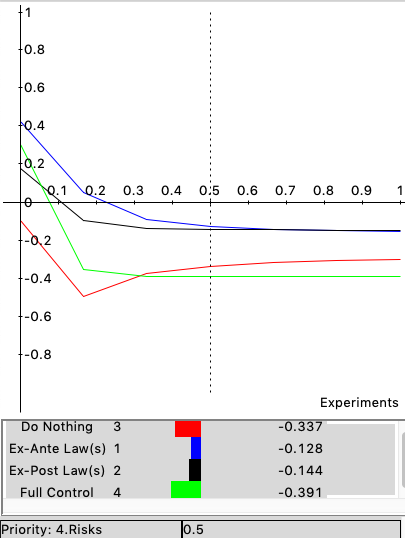 1
0.8
0.6
0.4
0.2
0.1 0.2 0.3 0.4 0.5 0.6 0.7 0.8 0.9 1
0
-0.2
-0.4
-0.6
-0.8
Experiments
Do Nothing 3 -0.337
Ex-Ante Law(s) 1 -0.128
Ex-Post Law(s) 2 -0.144
Full Control 4 -0.391
Priority: 4.Risks 0.5